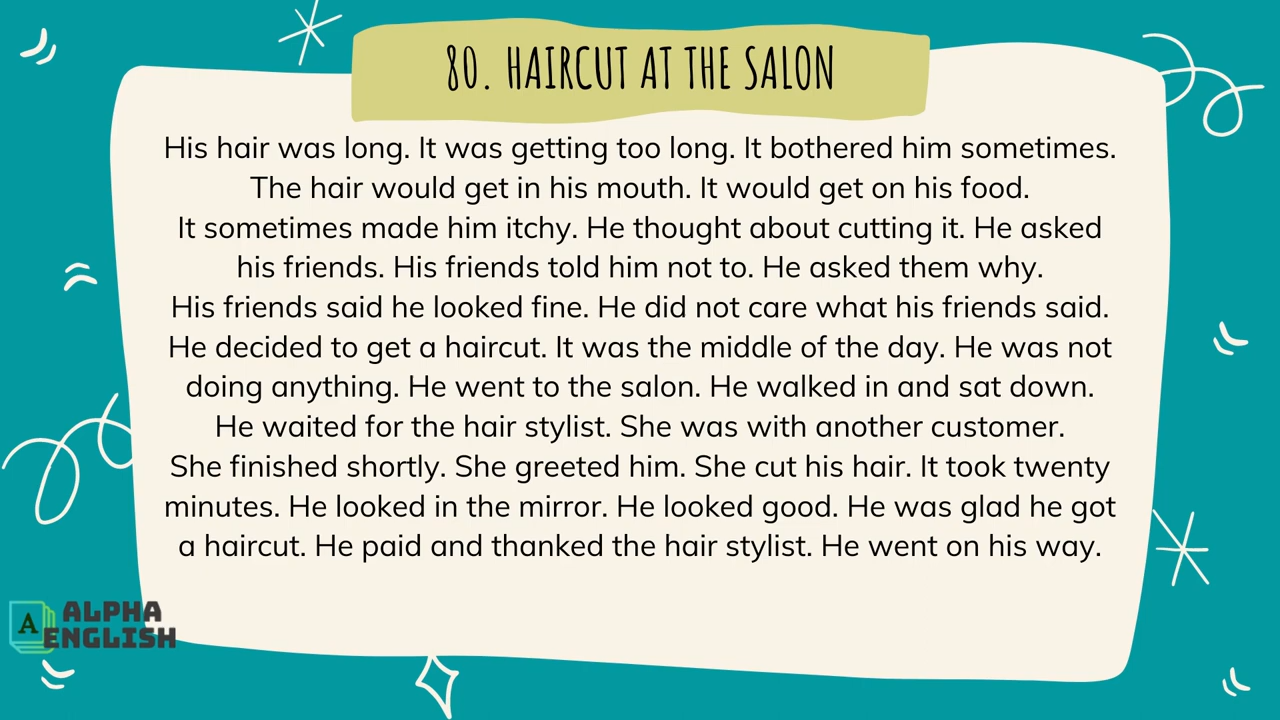 80. HAIRCUT AT THE SALON
His hair was long. It was getting too long. It bothered him sometimes.
The hair would get in his mouth. It would get on his food.
It sometimes made him itchy. He thought about cutting it. He asked
his friends. His friends told him not to. He asked them why.
His friends said he looked fine. He did not care what his friends said.
He decided to get a haircut. It was the middle of the day. He was not
doing anything. He went to the salon. He walked in and sat down.
He waited for the hair stylist. She was with another customer.
She finished shortly. She greeted him. She cut his hair. It took twenty
minutes. He looked in the mirror. He looked good. He was glad he got
a haircut. He paid and thanked the hair stylist. He went on his way.
A ALPHA
ENGLISH